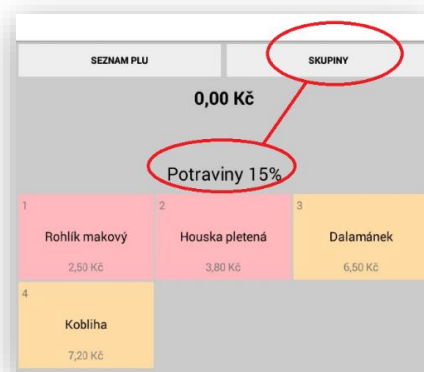 SEZNAM PLU SKUPINY
0,00 Kč
Potraviny 15%
1 2 3
Rohlík makový Houska pletená Dalamánek
2,50 Kč 3,80 Kč 6,50 Kč
4
Kobliha
7,20 Kč